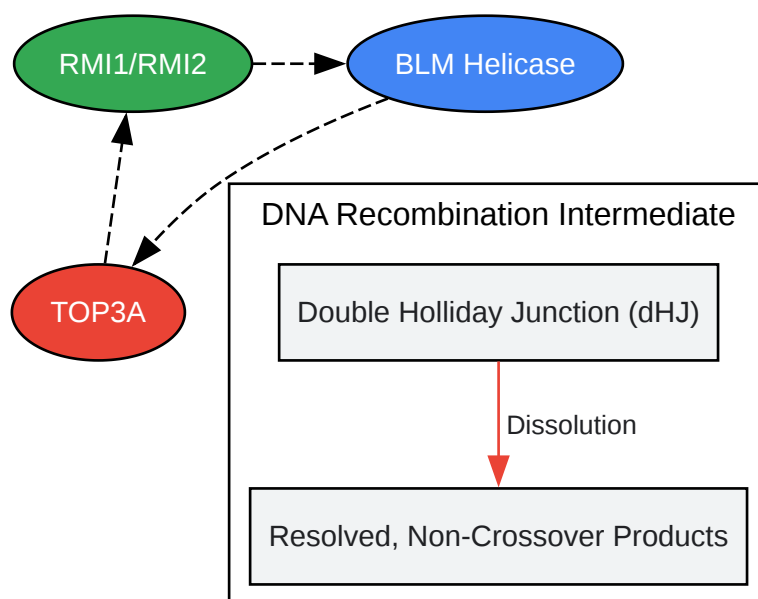 RMI1/RMI2
BLM Helicase
DNA Recombination Intermediate
TOP3A
Double Holliday Junction (dHJ)
Dissolution
Resolved, Non-Crossover Products